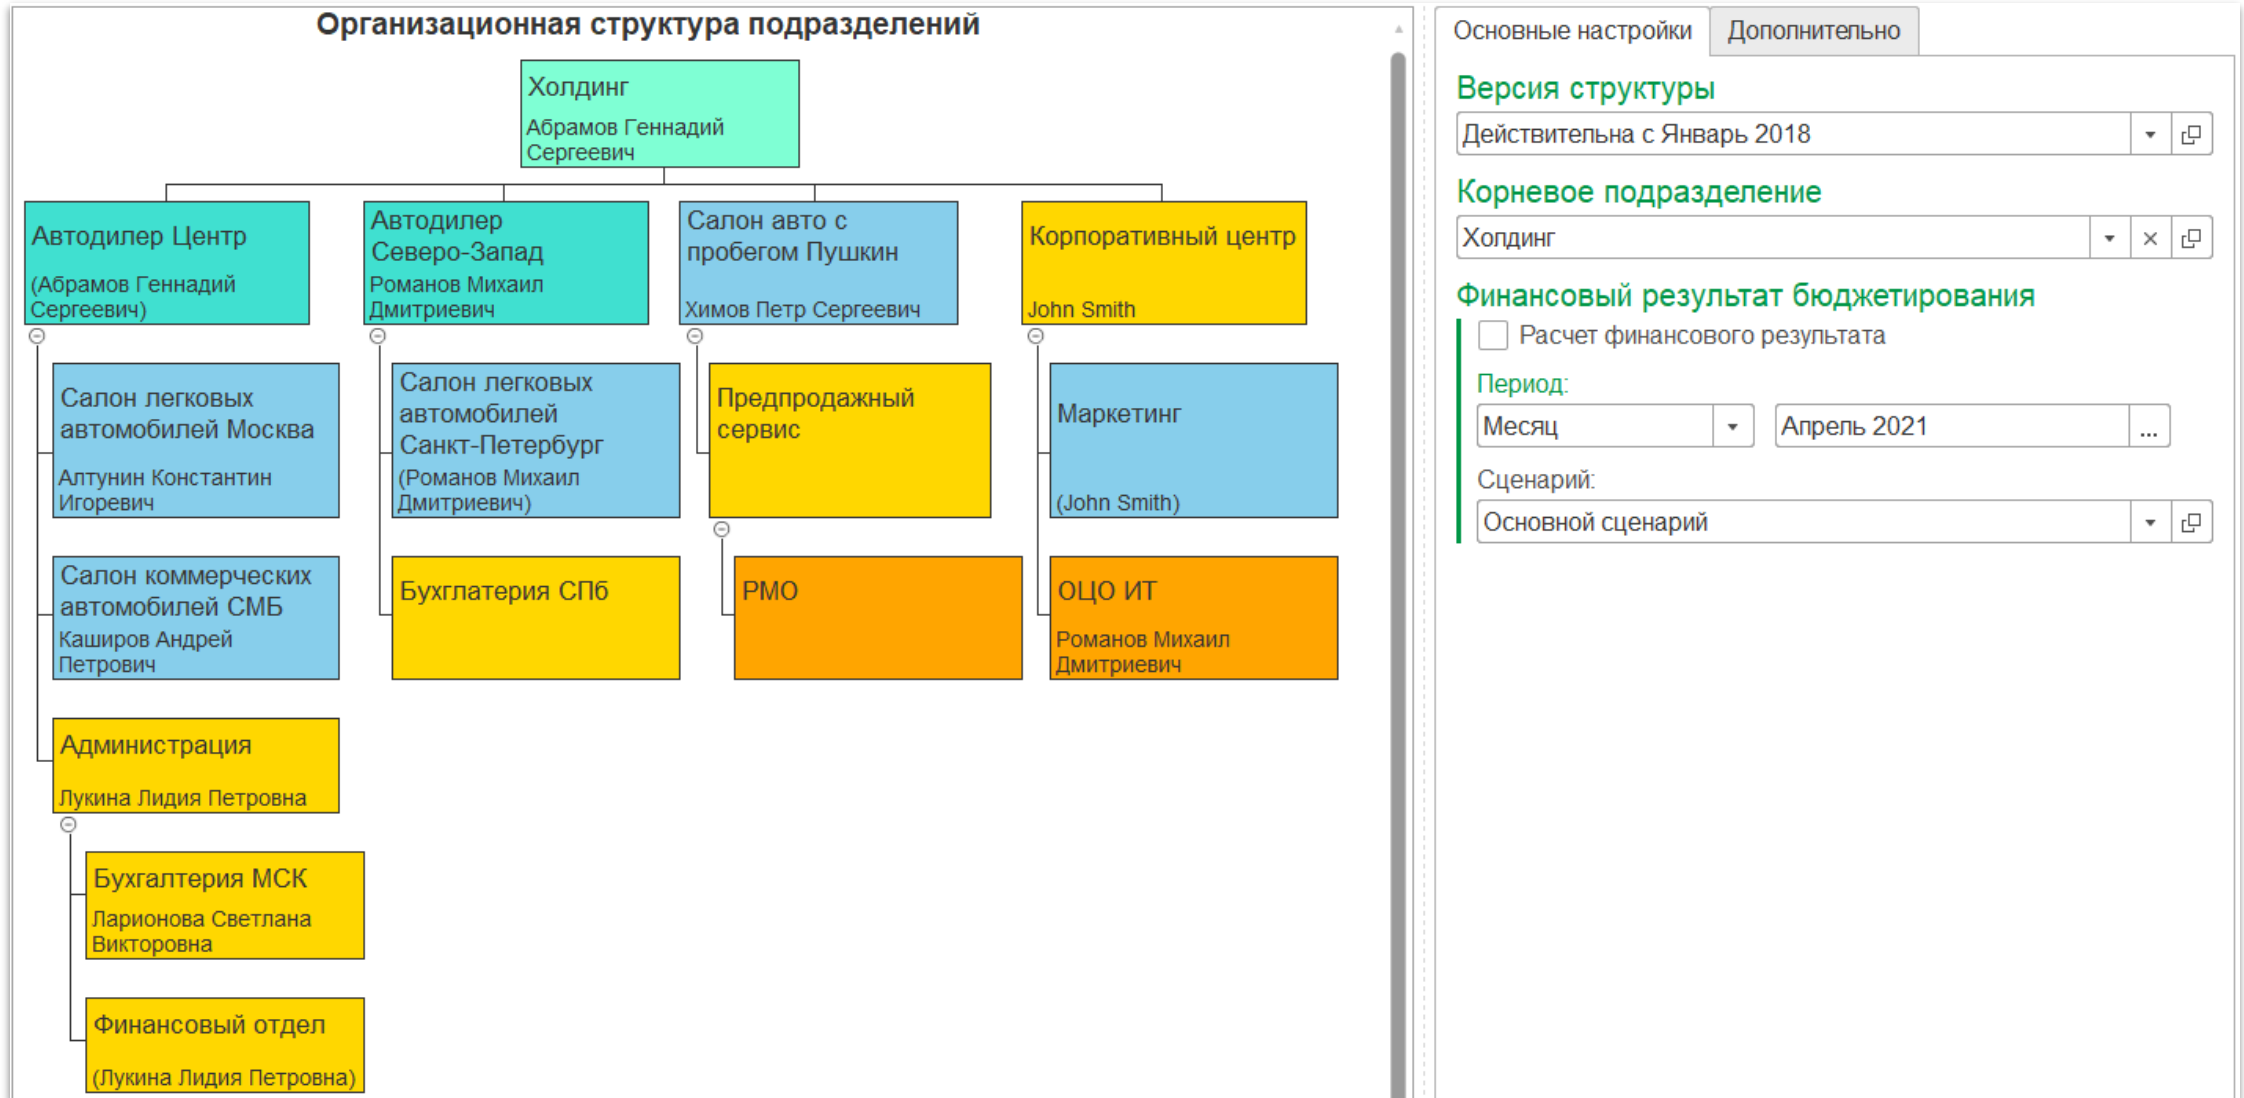 Организационная структура подразделений
Холдинг
Абрамов Геннадий
Сергеевич
Автодилер Центр
(Абрамов Геннадий
Сергеевич)
Автодилер
Северо-Запад
Романов Михаил
Дмитриевич
Салон авто с
пробегом Пушкин
Химов Петр Сергеевич
Корпоративный центр
John Smith
Салон легковых
автомобилей Москва
Алтунин Константин
Игоревич
Салон легковых
автомобилей
Санкт-Петербург
(Романов Михаил
Дмитриевич)
Предпродажный
сервис
Маркетинг
(John Smith)
Салон коммерческих
автомобилей СМБ
Каширов Андрей
Петрович
Бухглатерия СПб
РМО
ОЦО ИТ
Романов Михаил
Дмитриевич
Администрация
Лукина Лидия Петровна
Бухгалтерия МСК
Ларионова Светлана
Викторовна
Финансовый отдел
(Лукина Лидия Петровна)
Основные настройки
Дополнительно
Версия структуры
Действительна с Январь 2018
Корневое подразделение
Холдинг
Финансовый результат бюджетирования
Расчет финансового результата
Период:
Месяц
Апрель 2021
...
Сценарий:
Основной сценарий